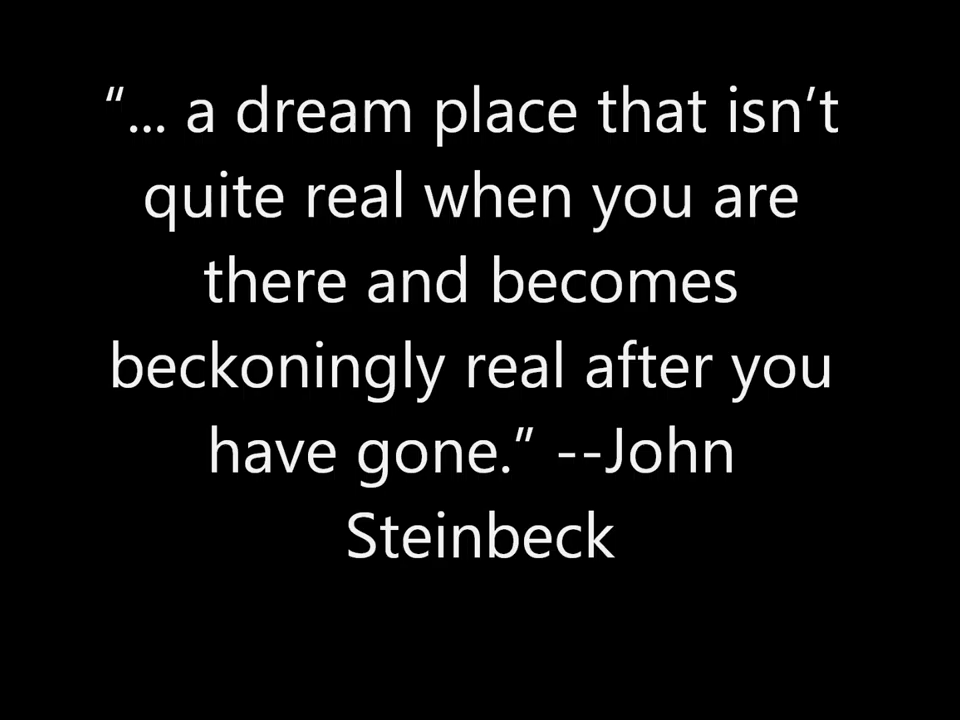 “... a dream place that isn’t
quite real when you are
there and becomes
beckoningly real after you
have gone.” --John
Steinbeck